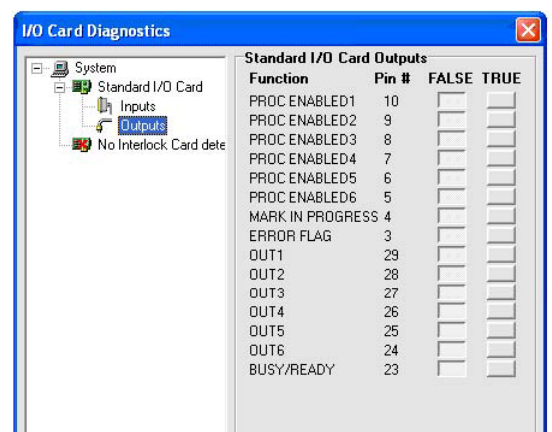 I/O Card Diagnostics
System
Standard I/O Card
Inputs
Outputs
No Interlock Card dete
Standard I/O Card Outputs
Function Pin # FALSE TRUE
PROC ENABLED1 10
PROC ENABLED2 9
PROC ENABLED3 8
PROC ENABLED4 7
PROC ENABLED5 6
PROC ENABLED6 5
MARK IN PROGRESS 4
ERROR FLAG 3
OUT1 29
OUT2 28
OUT3 27
OUT4 26
OUT5 25
OUT6 24
BUSY/READY 23